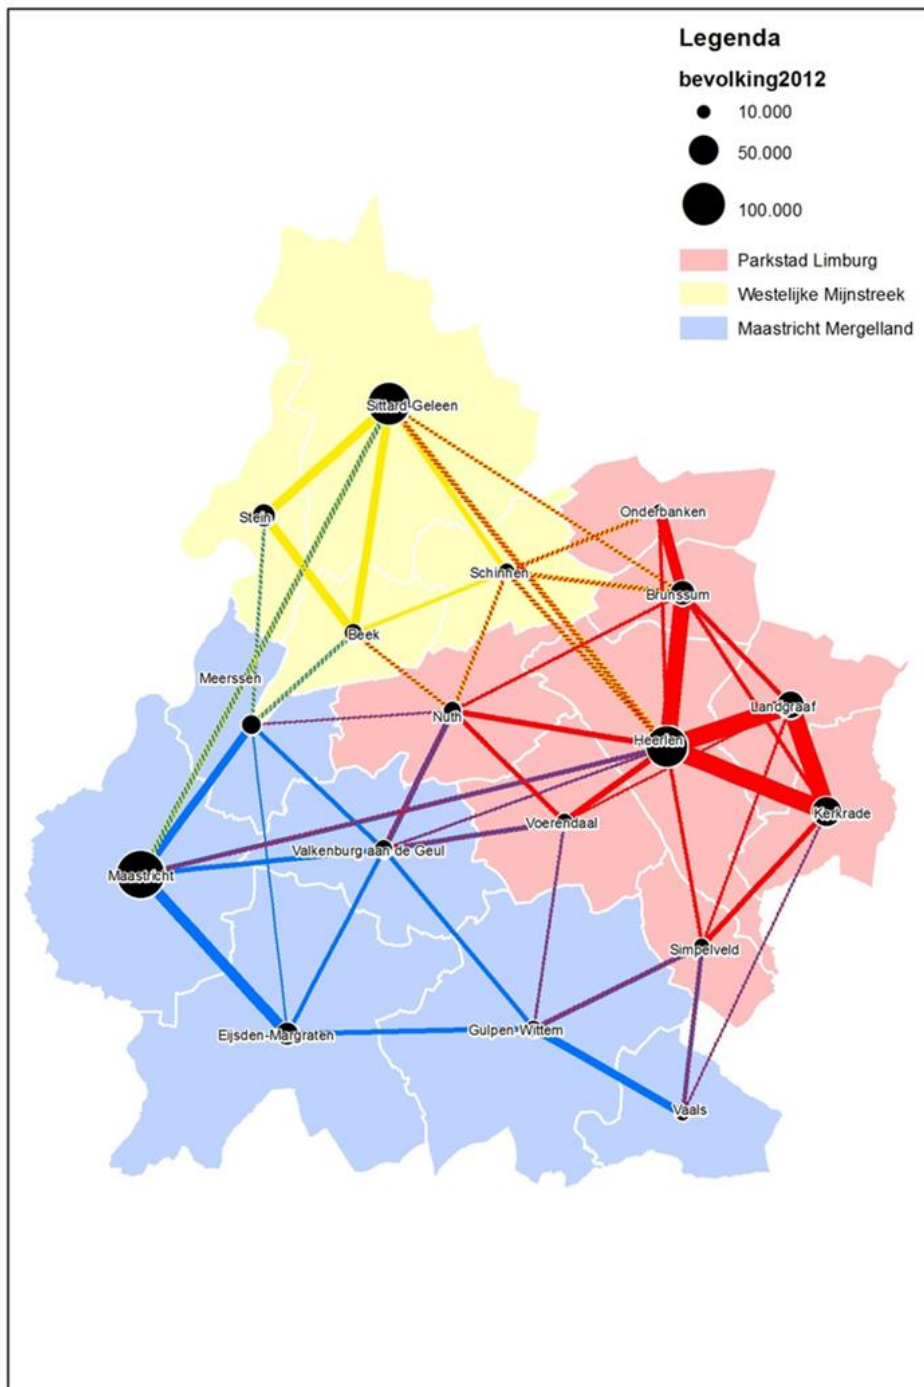 Legenda
bevolking2012
10.000
50.000
100.000
Parkstad Limburg
Westelijke Mijnstreek
Maastricht Mergelland
Sittard-Geleen
Stein
Onderbanken
Schinnen
Brunssum
Beek
Meerssen
Nuth
Landgraaf
Heerlen
Kerkrade
Voerendaal
Valkenburg aan de Geul
Maastricht
Simpelveld
Eijsden-Margraten
Gulpen-Wittem
Vaals